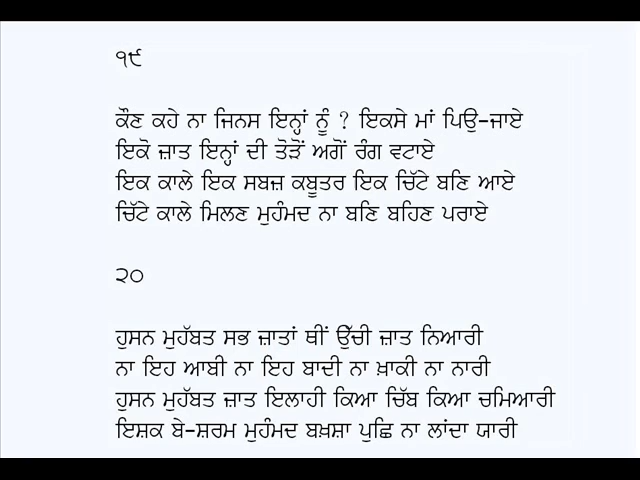 ੧੯
ਕੌਣ ਕਹੇ ਨਾ ਜਿਨਸ ਇਨ੍ਹਾਂ ਨੂੰ ? ਇਕਸੇ ਮਾਂ ਪਿਉ-ਜਾਏ
ਇਕੋ ਜ਼ਾਤ ਇਨ੍ਹਾਂ ਦੀ ਤੋੜੋਂ ਅਗੋਂ ਰੰਗ ਵਟਾਏ
ਇਕ ਕਾਲੇ ਇਕ ਸਬਜ਼ ਕਬੂਤਰ ਇਕ ਚਿੱਟੇ ਬਣਿ ਆਏ
ਚਿੱਟੇ ਕਾਲੇ ਮਿਲਣ ਮੁਹੰਮਦ ਨਾ ਬਣਿ ਬਹਿਣ ਪਰਾਏ
੨੦
ਹੁਸਨ ਮੁਹੱਬਤ ਸਭ ਜ਼ਾਤਾਂ ਥੀਂ ਉੱਚੀ ਜ਼ਾਤ ਨਿਆਰੀ
ਨਾ ਇਹ ਆਬੀ ਨਾ ਇਹ ਬਾਦੀ ਨਾ ਖ਼ਾਕੀ ਨਾ ਨਾਰੀ
ਹੁਸਨ ਮੁਹੱਬਤ ਜ਼ਾਤ ਇਲਾਹੀ ਕਿਆ ਚਿੱਬ ਕਿਆ ਚਮਿਆਰੀ
ਇਸ਼ਕ ਬੇ-ਸ਼ਰਮ ਮੁਹੰਮਦ ਬਖ਼ਸ਼ਾ ਪੁਛਿ ਨਾ ਲਾਂਦਾ ਯਾਰੀ